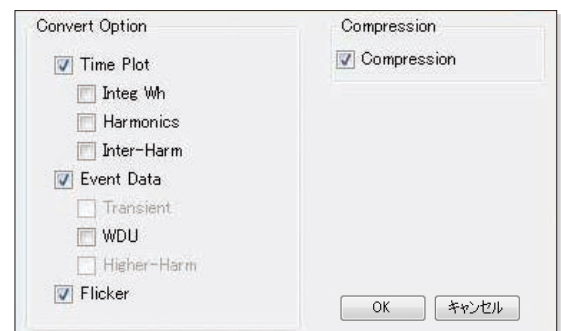 Convert Option
Time Plot
Integ Wh
Harmonics
Inter-Harm
Event Data
Transient
WDU
Higher-Harm
Flicker
Compression
Compression
OK
キャンセル